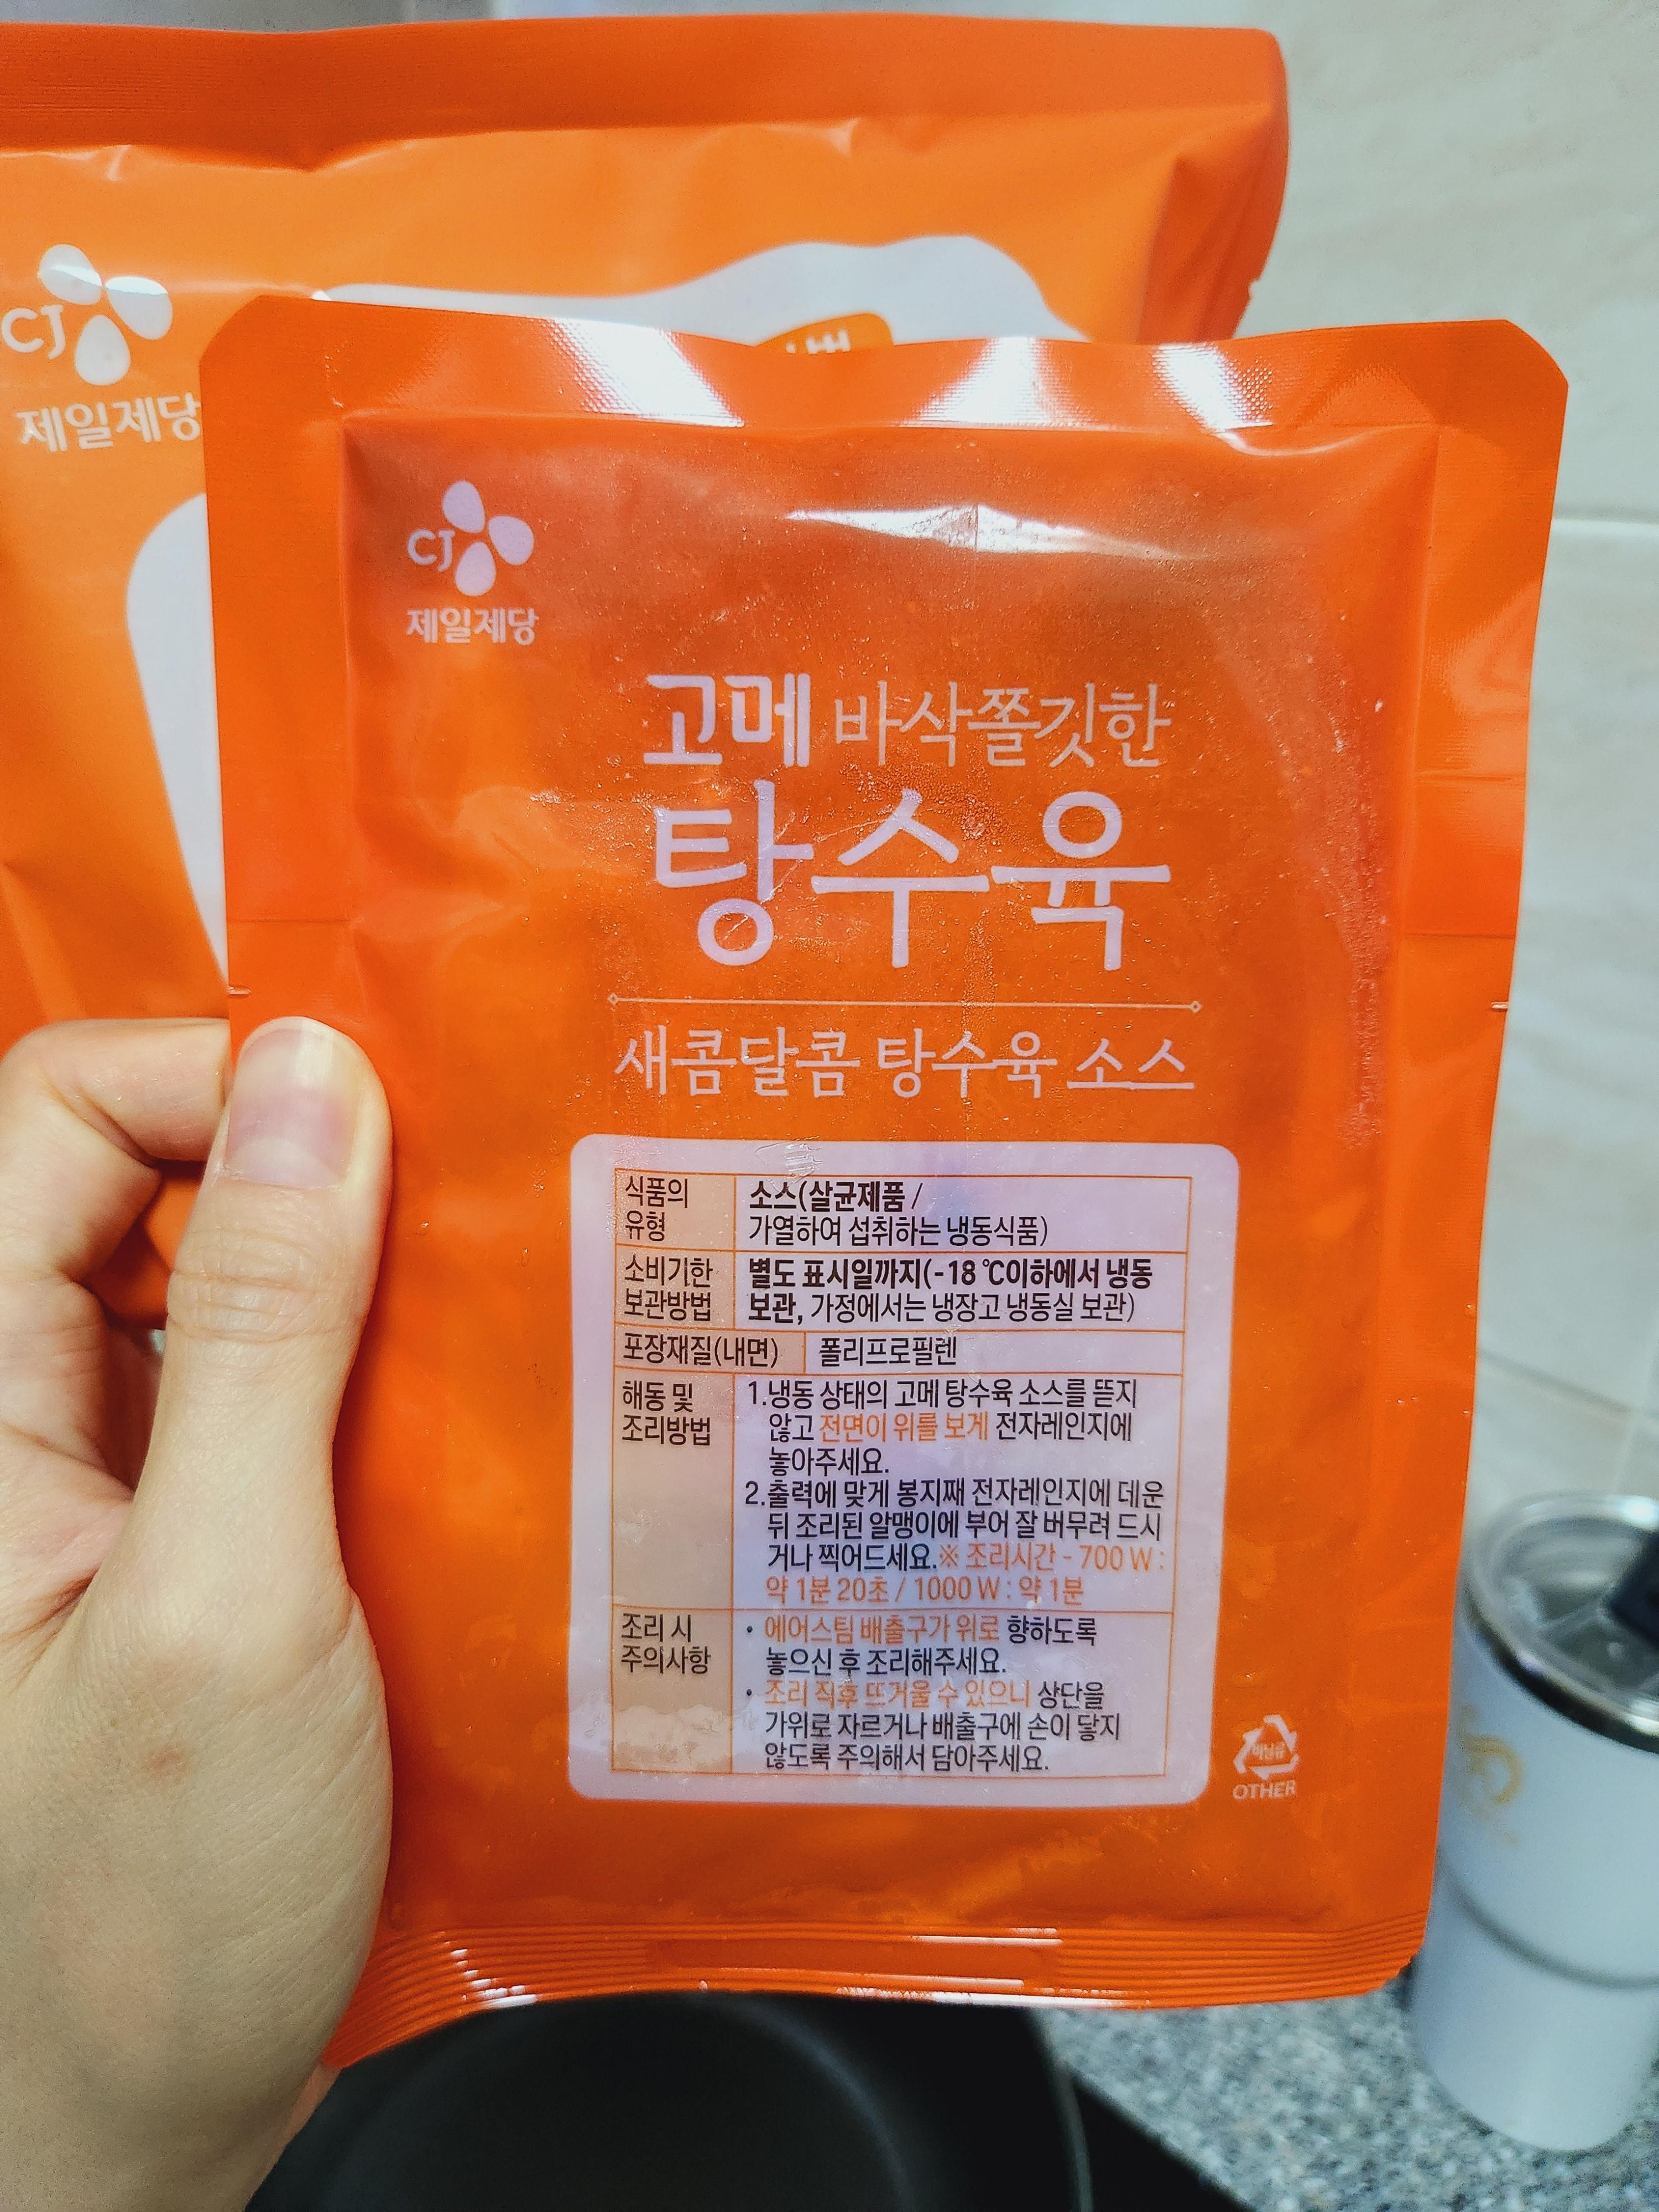 CJ
제일제당
CJ
제일제당
고메 바삭쫄깃한
탕수육
새콤달콤 탕수육 소스
식품의
유형
소스(살균제품 /
가열하여 섭취하는 냉동식품)
소비기한
보관방법
별도 표시일까지(-18 ℃이하에서 냉동
보관, 가정에서는 냉장고 냉동실 보관)
포장재질(내면) 폴리프로필렌
해동 및
조리방법
1.냉동 상태의 고메 탕수육 소스를 뜯지
않고 전면이 위를 보게 전자레인지에
놓아주세요.
2.출력에 맞게 봉지째 전자레인지에 데운
뒤 조리된 알맹이에 부어 잘 버무려 드시
거나 찍어드세요.※ 조리시간 - 700 W :
약 1분 20초 / 1000 W : 약 1분
조리 시
주의사항
• 에어스팀 배출구가 위로 향하도록
놓으신 후 조리해주세요.
• 조리 직후 뜨거울 수 있으니 상단을
가위로 자르거나 배출구에 손이 닿지
않도록 주의해서 담아주세요.
비닐류
OTHER